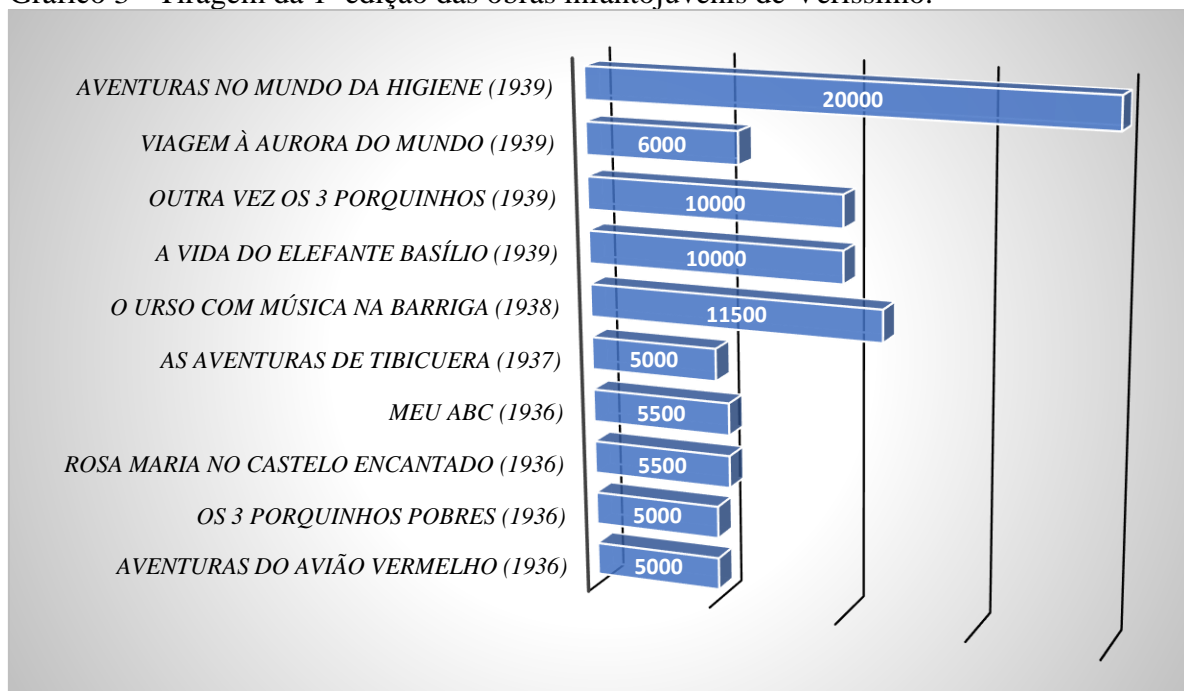 AVENTURAS NO MUNDO DA HIGIENE (1939) 20000
VIAGEM À AURORA DO MUNDO (1939) 6000
OUTRA VEZ OS 3 PORQUINHOS (1939) 10000
A VIDA DO ELEFANTE BASÍLIO (1939) 10000
O URSO COM MÚSICA NA BARRIGA (1938) 11500
AS AVENTURAS DE TIBICUERA (1937) 5000
MEU ABC (1936) 5500
ROSA MARIA NO CASTELO ENCANTADO (1936) 5500
OS 3 PORQUINHOS POBRES (1936) 5000
AVENTURAS DO AVIÃO VERMELHO (1936) 5000